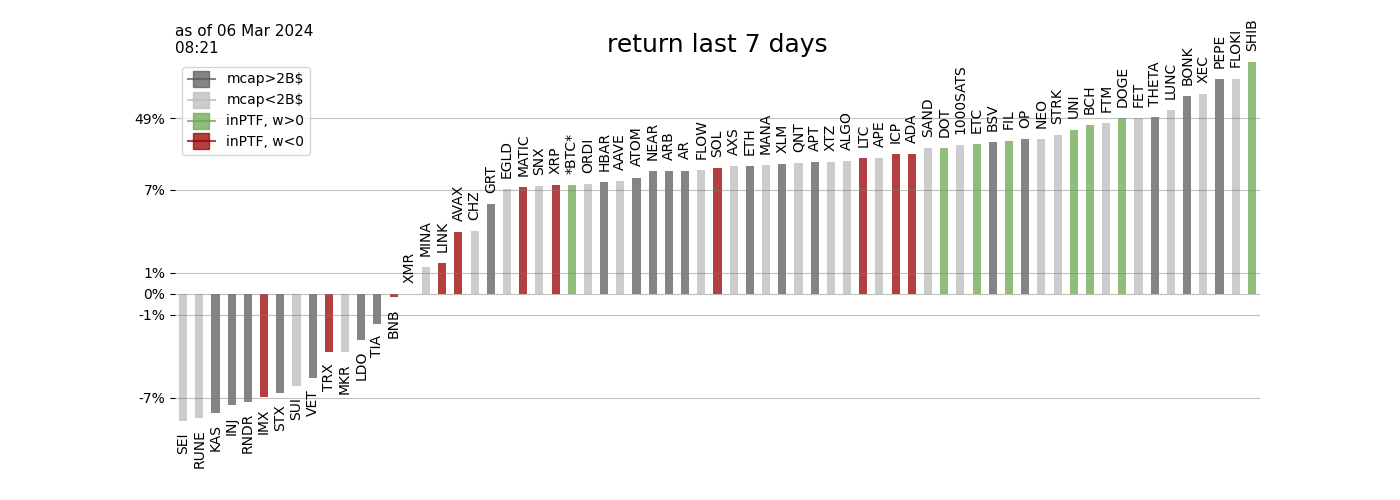 as of 06 Mar 2024
08:21
return last 7 days
mcap>2B$
mcap<2B$
inPTF, w>0
inPTF, w<0
49%
7%
1%
0%
-1%
-7%
SEI
RUNE
KAS
INJ
RNDR
IMX
STX
SUI
VET
TRX
MKR
LDO
TIA
BNB
XMR
MINA
LINK
AVAX
CHZ
GRT
EGLD
MATIC
SNX
XRP
*BTC*
ORDI
HBAR
AAVE
ATOM
NEAR
ARB
AR
FLOW
SOL
AXS
ETH
MANA
XLM
QNT
APT
XTZ
ALGO
LTC
APE
ICP
ADA
SAND
DOT
1000SATS
ETC
BSV
FIL
OP
NEO
STRK
UNI
BCH
FTM
DOGE
FET
THETA
LUNC
BONK
XEC
PEPE
FLOKI
SHIB